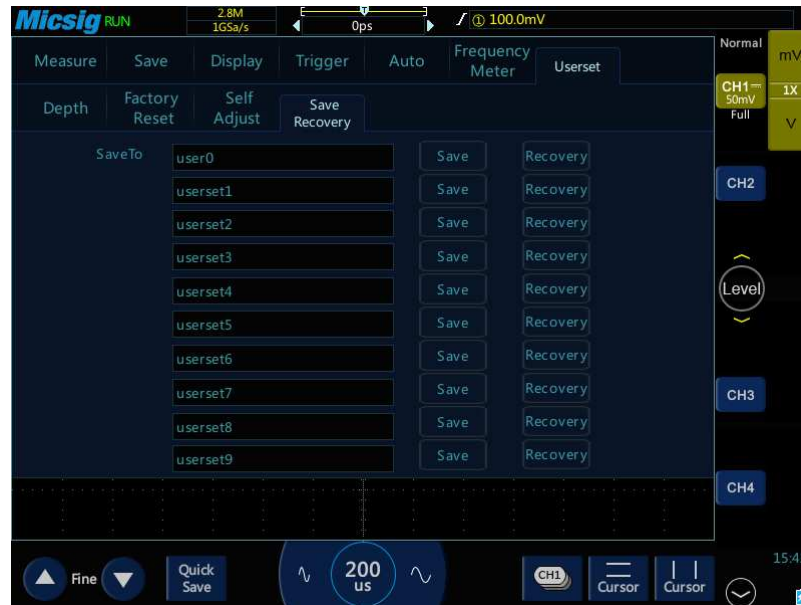 Micsig RUN 2.8M 1GSa/s T 0ps 1 100.0mV
Measure Save Display Trigger Auto Frequency Meter Userset
Depth Factory Reset Self Adjust Save Recovery
SaveTo user0 Save Recovery
userset1 Save Recovery
userset2 Save Recovery
userset3 Save Recovery
userset4 Save Recovery
userset5 Save Recovery
userset6 Save Recovery
userset7 Save Recovery
userset8 Save Recovery
userset9 Save Recovery
Normal
mV
CH1 50mV 1X
Full
V
CH2
Level
CH3
CH4
Fine Quick Save 200 us CH1 Cursor Cursor